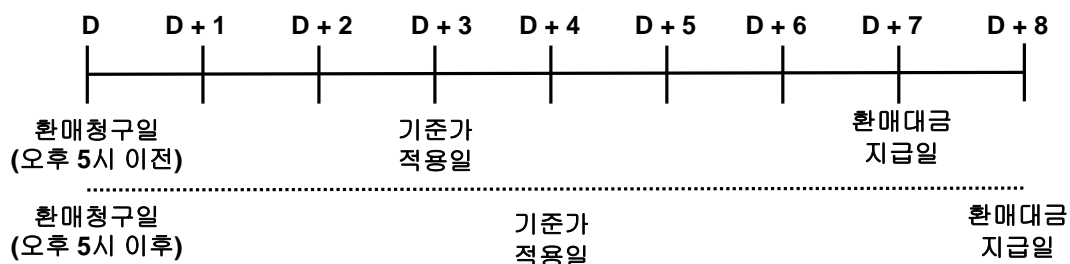 D D + 1 D + 2 D + 3 D + 4 D + 5 D + 6 D + 7 D + 8
환매청구일
(오후 5시 이전)
기준가
적용일
환매대금
지급일
환매청구일
(오후 5시 이후)
기준가
적용일
환매대금
지급일